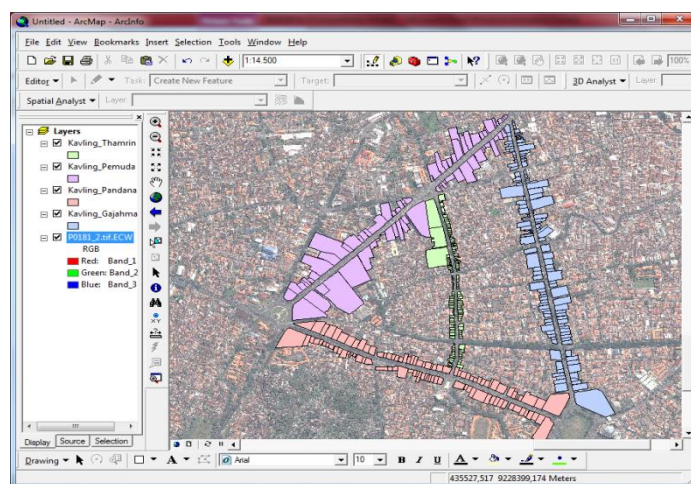 Untitled - ArcMap - ArcInfo
File Edit View Bookmarks Insert Selection Tools Window Help
1:14.500
100%
Editor Task: Create New Feature Target: 3D Analyst Layer:
Spatial Analyst Layer:
Layers
Kavling_Thamrin
Kavling_Pemuda
Kavling_Pandana
Kavling_Gajahma
P0181_2.tif.ECW
RGB
Red: Band_1
Green: Band_2
Blue: Band_3
Display Source Selection
Drawing A Arial 10 B I U A
435527,517 9228399,174 Meters